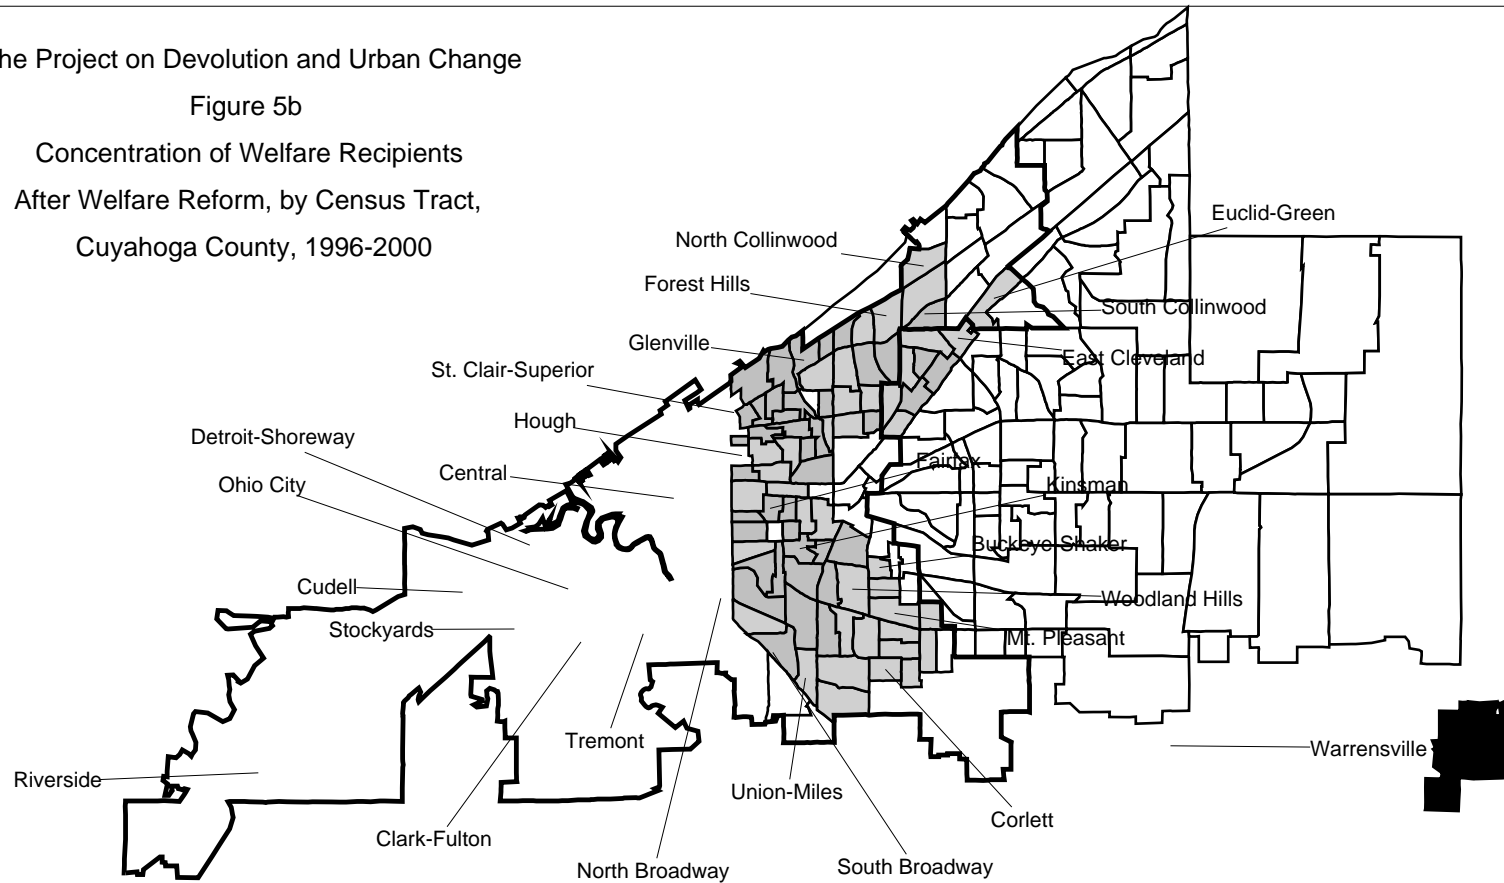 he Project on Devolution and Urban Change
Figure 5b
Concentration of Welfare Recipients
After Welfare Reform, by Census Tract,
Cuyahoga County, 1996-2000
Euclid-Green
North Collinwood
Forest Hills
South Collinwood
Glenville
East Cleveland
St. Clair-Superior
Hough
Detroit-Shoreway
Fairfax
Central
Ohio City
Kinsman
Buckeye-Shaker
Cudell
Woodland Hills
Stockyards
Mt. Pleasant
Tremont
Warrensville
Riverside
Union-Miles
Corlett
Clark-Fulton
North Broadway
South Broadway